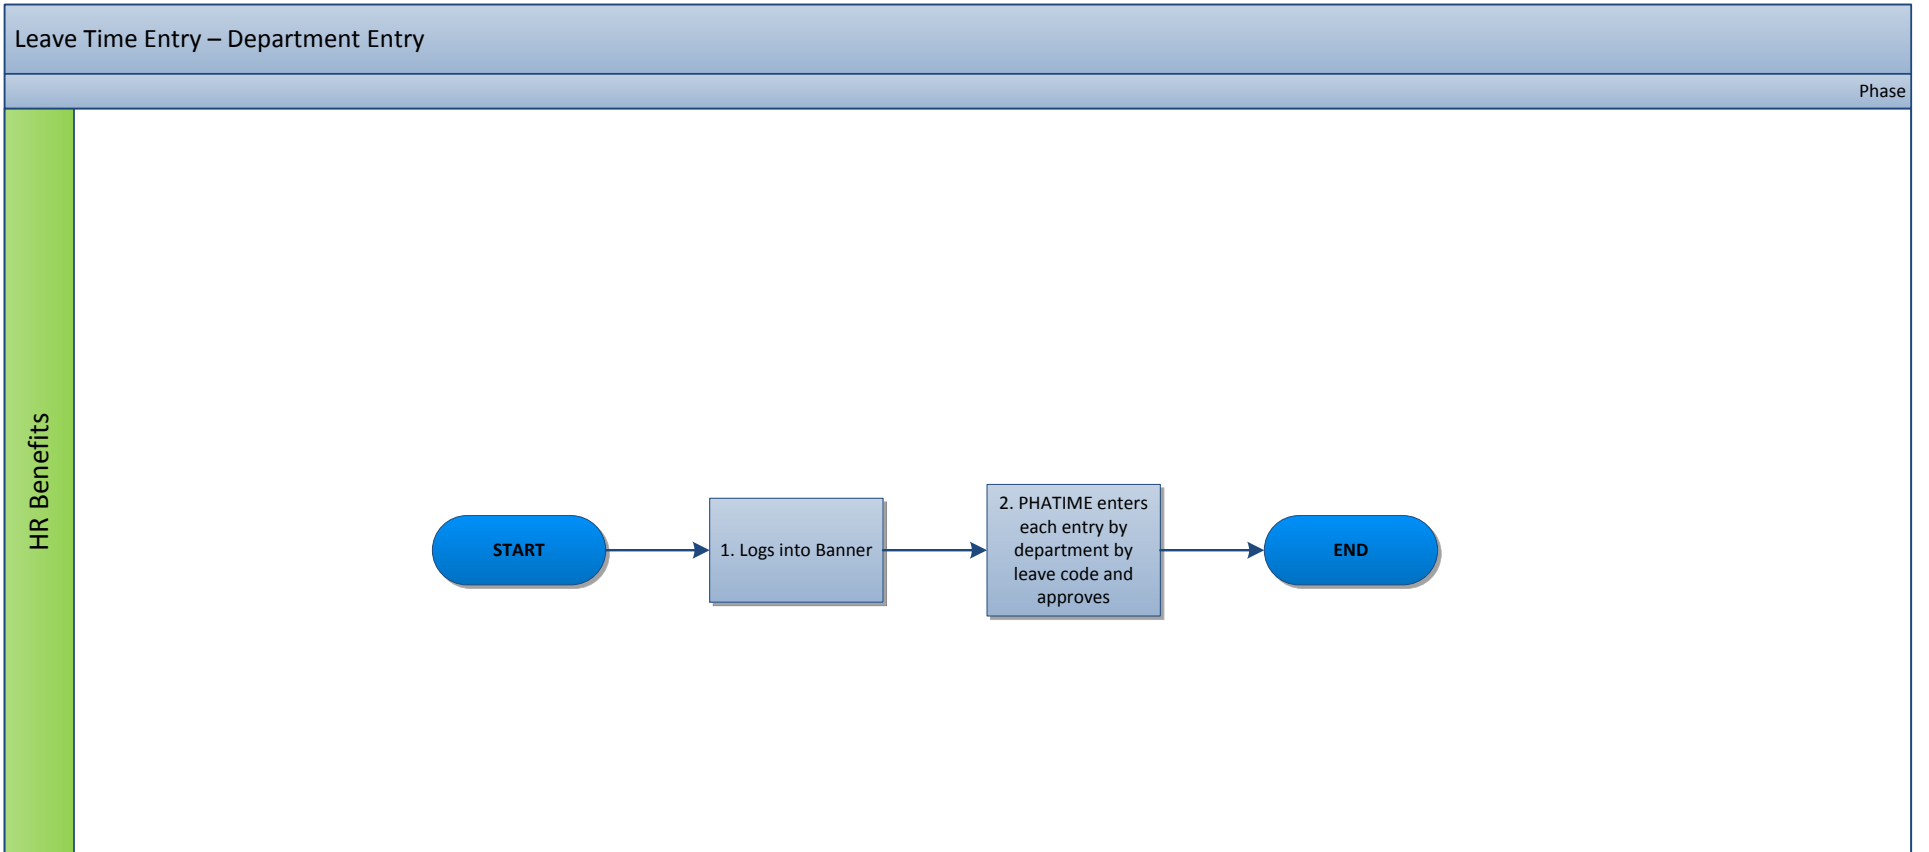 Leave Time Entry – Department Entry
Phase
HR Benefits
START
1. Logs into Banner
2. PHATIME enters
each entry by
department by
leave code and
approves
END